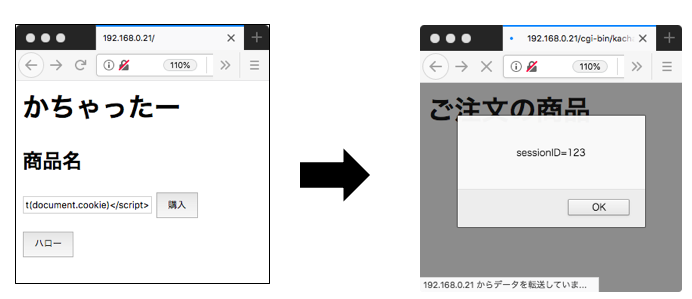 192.168.0.21/
110%
かちゃったー
商品名
t(document.cookie)</script>
購入
ハロー
192.168.0.21/cgi-bin/kach
110%
ご注文の商品
sessionID=123
OK
192.168.0.21 からデータを転送していま...